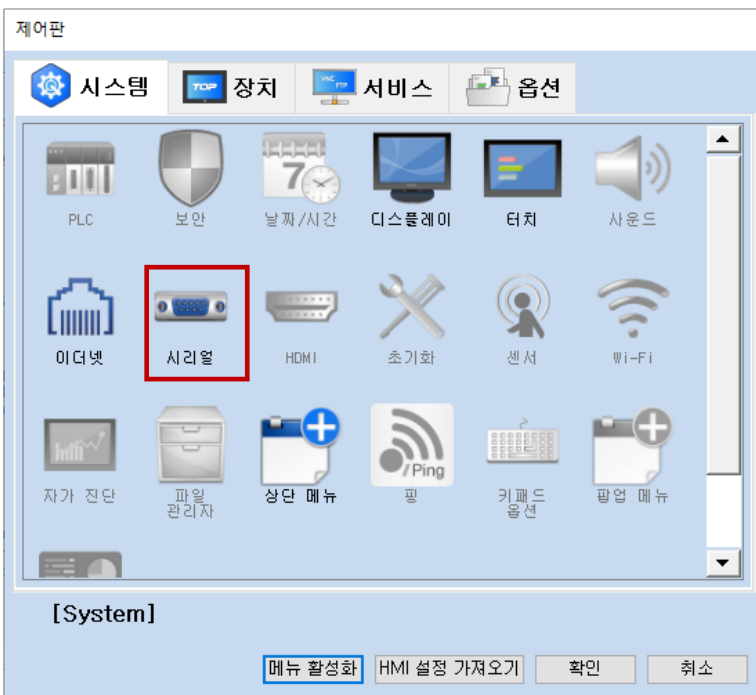 제어판
시스템 TOP 장치 VNC FTP 서비스 옵션
PLC 보안 날짜/시간 디스플레이 터치 사운드
7
이더넷 시리얼 HDMI 초기화 센서 Wi-Fi
/Ping
자가 진단 파일 관리자 상단 메뉴 핑 키패드 옵션 팝업 메뉴
[System]
메뉴 활성화 HMI 설정 가져오기 확인 취소